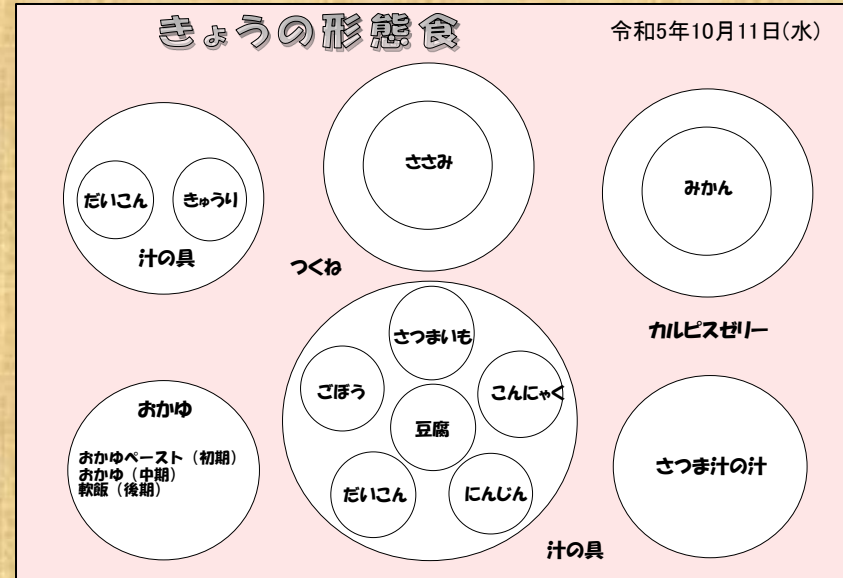 きょうの形態食
令和5年10月11日(水)
だいこん
きゅうり
汁の具
ささみ
つくね
みかん
カルピスゼリー
おかゆ
おかゆペースト（初期）
おかゆ（中期）
軟飯（後期）
さつまいも
ごぼう
こんにゃく
豆腐
だいこん
にんじん
汁の具
さつま汁の汁